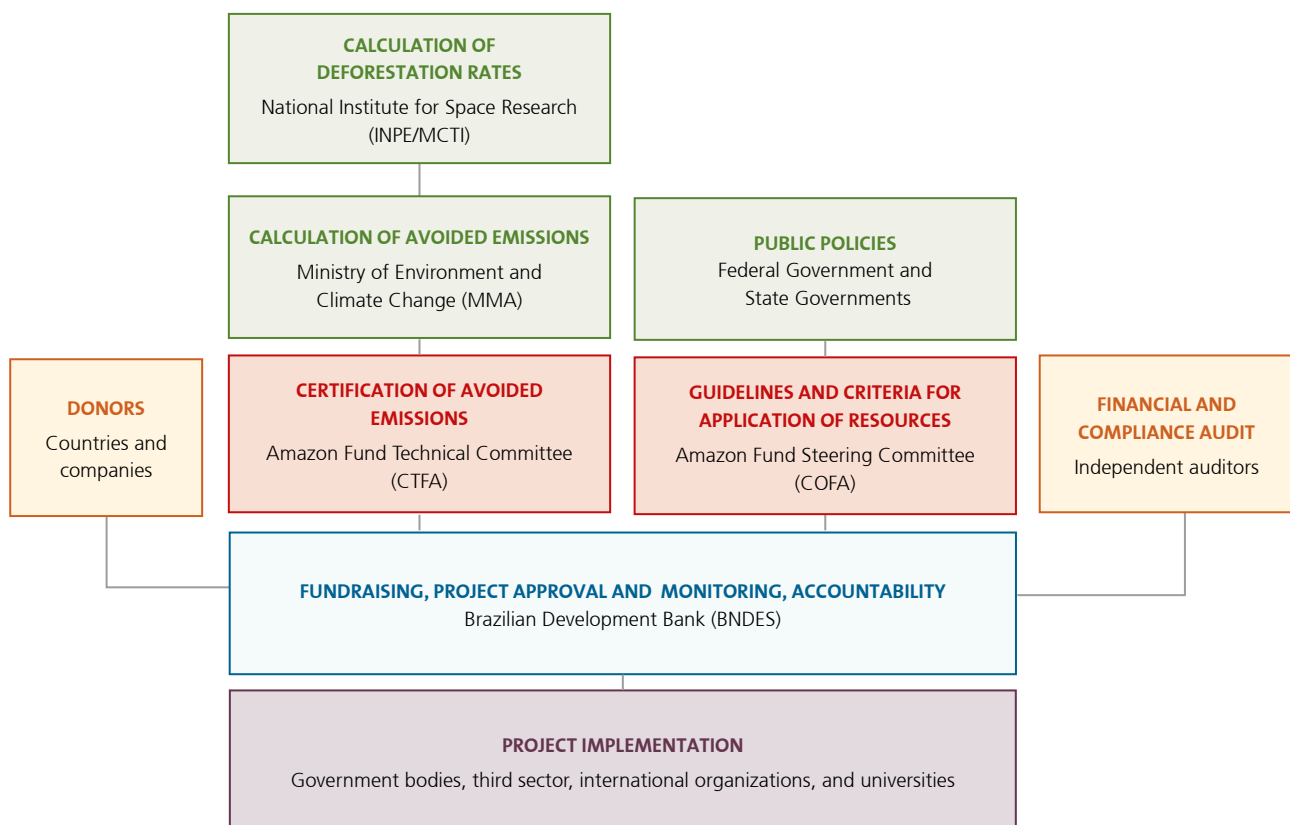 CALCULATION OF
DEFORESTATION RATES
National Institute for Space Research
(INPE/MCTI)
CALCULATION OF AVOIDED EMISSIONS
Ministry of Environment and
Climate Change (MMA)
PUBLIC POLICIES
Federal Government and
State Governments
DONORS
Countries and
companies
CERTIFICATION OF AVOIDED
EMISSIONS
Amazon Fund Technical Committee
(CTFA)
GUIDELINES AND CRITERIA FOR
APPLICATION OF RESOURCES
Amazon Fund Steering Committee
(COFA)
FINANCIAL AND
COMPLIANCE AUDIT
Independent auditors
FUNDRAISING, PROJECT APPROVAL AND MONITORING, ACCOUNTABILITY
Brazilian Development Bank (BNDES)
PROJECT IMPLEMENTATION
Government bodies, third sector, international organizations, and universities